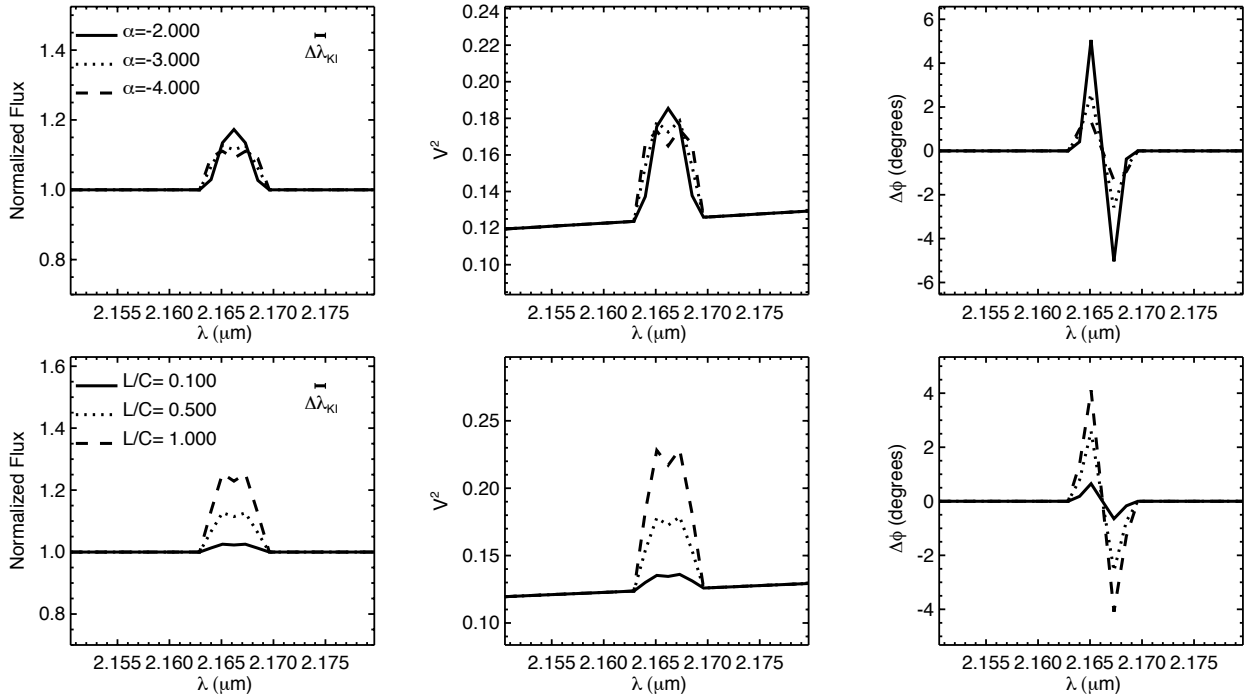 1.4
1.2
1.0
0.8
Normalized Flux
α=-2.000
α=-3.000
α=-4.000
Δλ_KI
2.155 2.160 2.165 2.170 2.175
λ (μm)
0.24
0.22
0.20
0.18
0.16
0.14
0.12
0.10
V²
2.155 2.160 2.165 2.170 2.175
λ (μm)
6
4
2
0
-2
-4
-6
Δϕ (degrees)
2.155 2.160 2.165 2.170 2.175
λ (μm)
1.6
1.4
1.2
1.0
0.8
Normalized Flux
L/C= 0.100
L/C= 0.500
L/C= 1.000
Δλ_KI
2.155 2.160 2.165 2.170 2.175
λ (μm)
0.25
0.20
0.15
0.10
V²
2.155 2.160 2.165 2.170 2.175
λ (μm)
4
2
0
-2
-4
Δϕ (degrees)
2.155 2.160 2.165 2.170 2.175
λ (μm)